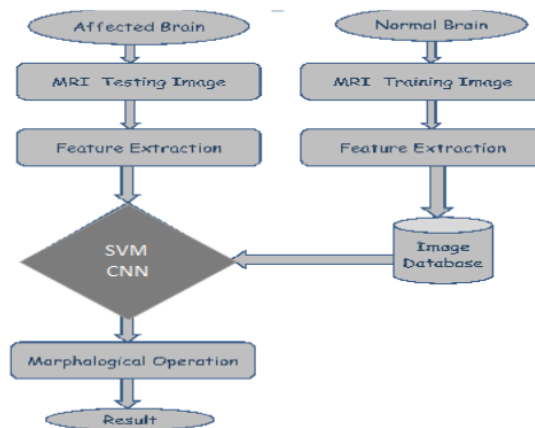 Affected Brain
Normal Brain
MRI Testing Image
MRI Training Image
Feature Extraction
Feature Extraction
SVM
CNN
Image
Database
Morphalogical Operation
Result